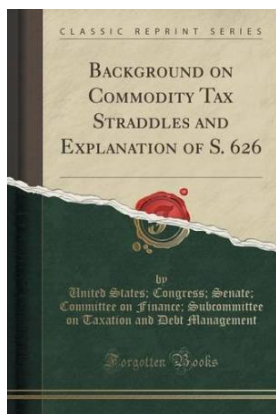 CLASSIC REPRINT SERIES
BACKGROUND ON
COMMODITY TAX
STRADDLES AND
EXPLANATION OF S. 626
by
United States; Congress; Senate;
Committee on Finance; Subcommittee
on Taxation and Debt Management
Forgotten Books